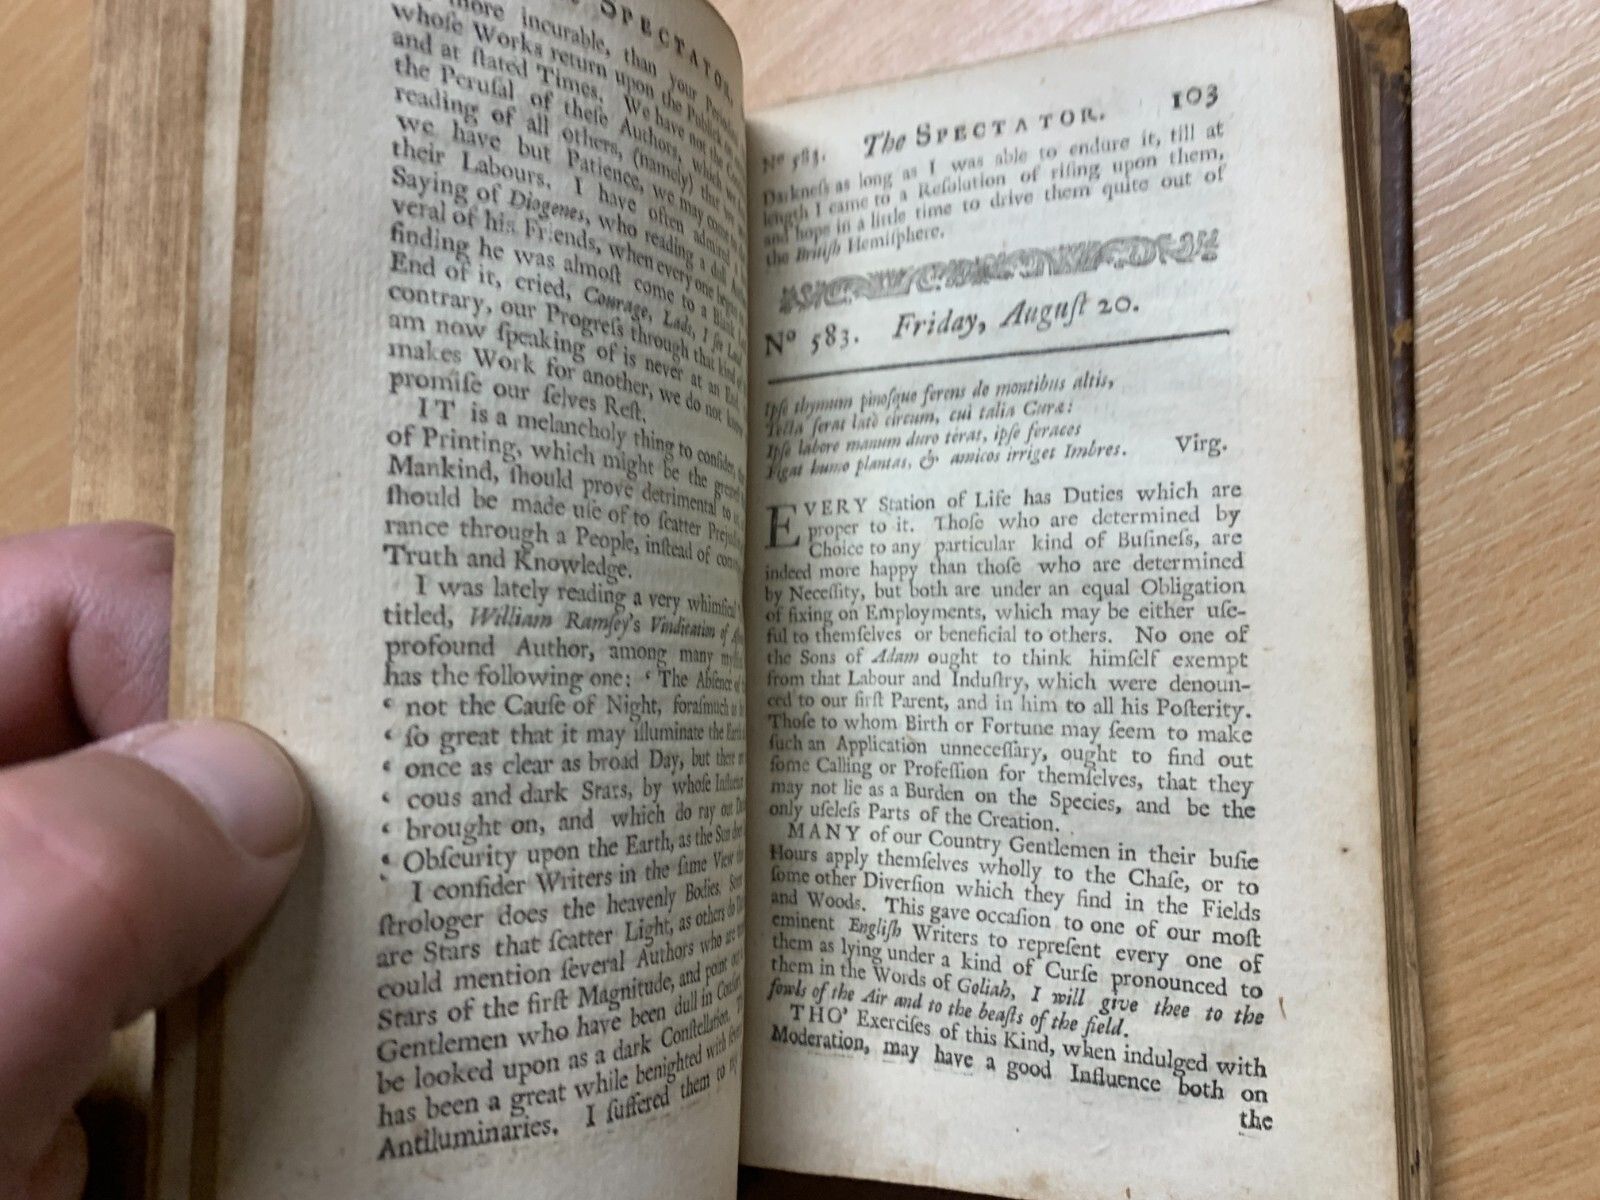 The SPECTATOR.
more incurable, than your
whoſe Works return upon the Publick
and at ſtated Times. We have not the
the Peruſal of theſe Authors, which
reading of all others, (namely) that
we have but Patience, we may come to
their Labours. I have often admired a
Saying of Diogenes, who reading a dull
veral of his Friends, when every one
finding he was almoſt come to a Blank
End of it, cried, Courage, Lads, I ſee Land
contrary, our Progreſs through that kind of
am now ſpeaking of is never at an End.
makes Work for another, we do not know
promiſe our ſelves Reſt.
IT is a melancholy thing to conſider,
of Printing, which might be the
Mankind, ſhould prove detrimental to
ſhould be made uſe of to ſcatter
rance through a People, inſtead of
Truth and Knowledge.
I was lately reading a very whimſical
titled, William Ramſey's Vindication of
profound Author, among many
has the following one: ‘ The Abſence of
‘ not the Cauſe of Night, foraſmuch as
‘ ſo great that it may illuminate the Earth
‘ once as clear as broad Day, but there
‘ cous and dark Stars, by whoſe Influence
‘ brought on, and which do ray out
‘ Obſcurity upon the Earth, as the Sun does
I conſider Writers in the ſame View
ſtrologer does the heavenly Bodies. Some
are Stars that ſcatter Light, as others do
could mention ſeveral Authors who are
Stars of the firſt Magnitude, and point
Gentlemen who have been dull in
be looked upon as a dark Conſtellation.
has been a great while benighted with
Antiluminaries. I ſuffered them to
No 583. The SPECTATOR. 103
Darkneſs as long as I was able to endure it, till at
length I came to a Reſolution of riſing upon them,
and hope in a little time to drive them quite out of
the Britiſh Hemiſphere.
No 583. Friday, Auguſt 20.
Ipſe thymum pinoſque ferens de montibus altis,
Tecta ſerat latè circum, cui talia Curæ:
Ipſe labore manum duro terat, ipſe feraces
Figat humo plantas, & amicos irriget Imbres. Virg.
EVERY Station of Life has Duties which are
proper to it. Thoſe who are determined by
Choice to any particular kind of Buſineſs, are
indeed more happy than thoſe who are determined
by Neceſſity, but both are under an equal Obligation
of fixing on Employments, which may be either uſe-
ful to themſelves or beneficial to others. No one of
the Sons of Adam ought to think himſelf exempt
from that Labour and Induſtry, which were denoun-
ced to our firſt Parent, and in him to all his Poſterity.
Thoſe to whom Birth or Fortune may ſeem to make
ſuch an Application unneceſſary, ought to find out
ſome Calling or Profeſſion for themſelves, that they
may not lie as a Burden on the Species, and be the
only uſeleſs Parts of the Creation.
MANY of our Country Gentlemen in their buſie
Hours apply themſelves wholly to the Chaſe, or to
ſome other Diverſion which they find in the Fields
and Woods. This gave occaſion to one of our moſt
eminent Engliſh Writers to repreſent every one of
them as lying under a kind of Curſe pronounced to
them in the Words of Goliah, I will give thee to the
fowls of the Air and to the beaſts of the field.
THO' Exerciſes of this Kind, when indulged with
Moderation, may have a good Influence both on
the